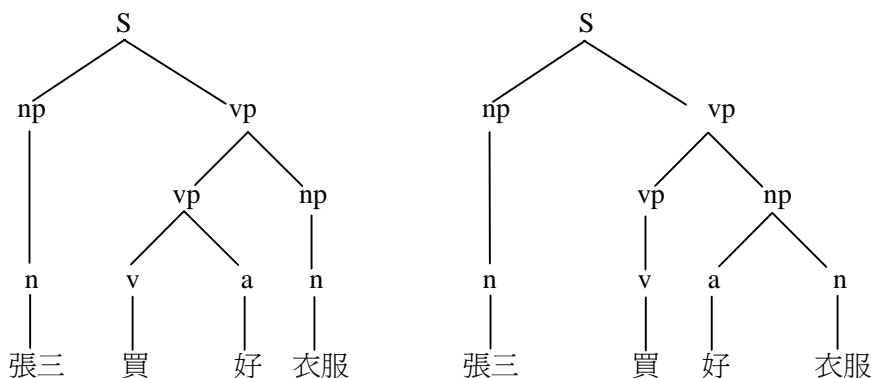 S S
np vp np vp
vp np vp np
n v a n n v a n
張三 買 好 衣服 張三 買 好 衣服